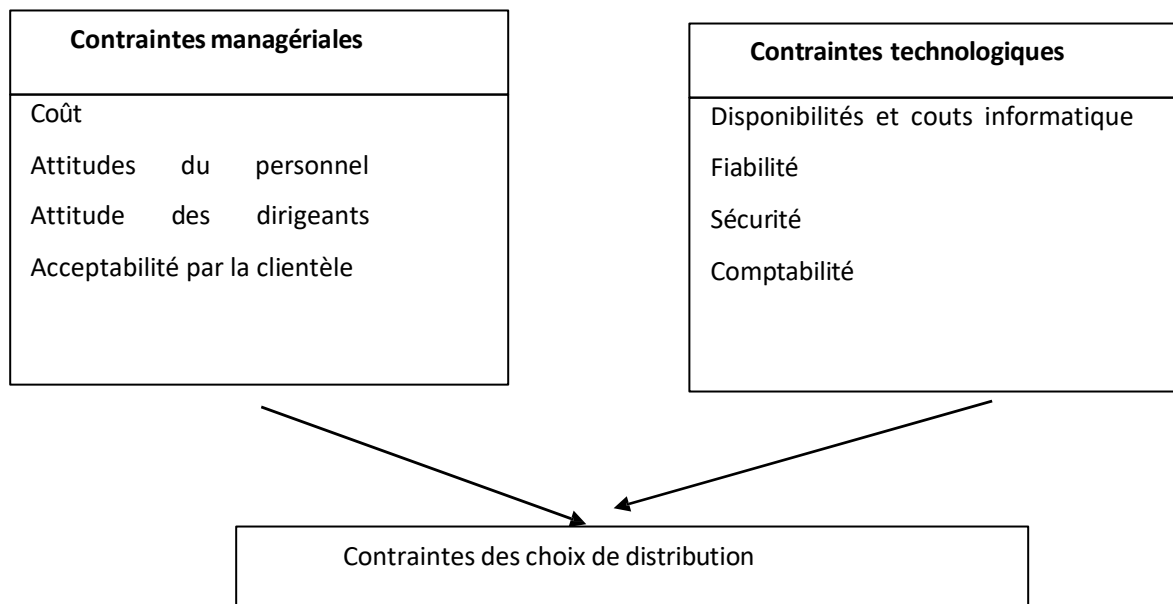 Contraintes managériales
Coût
Attitudes du personnel
Attitude des dirigeants
Acceptabilité par la clientèle
Contraintes technologiques
Disponibilités et couts informatique
Fiabilité
Sécurité
Comptabilité
Contraintes des choix de distribution